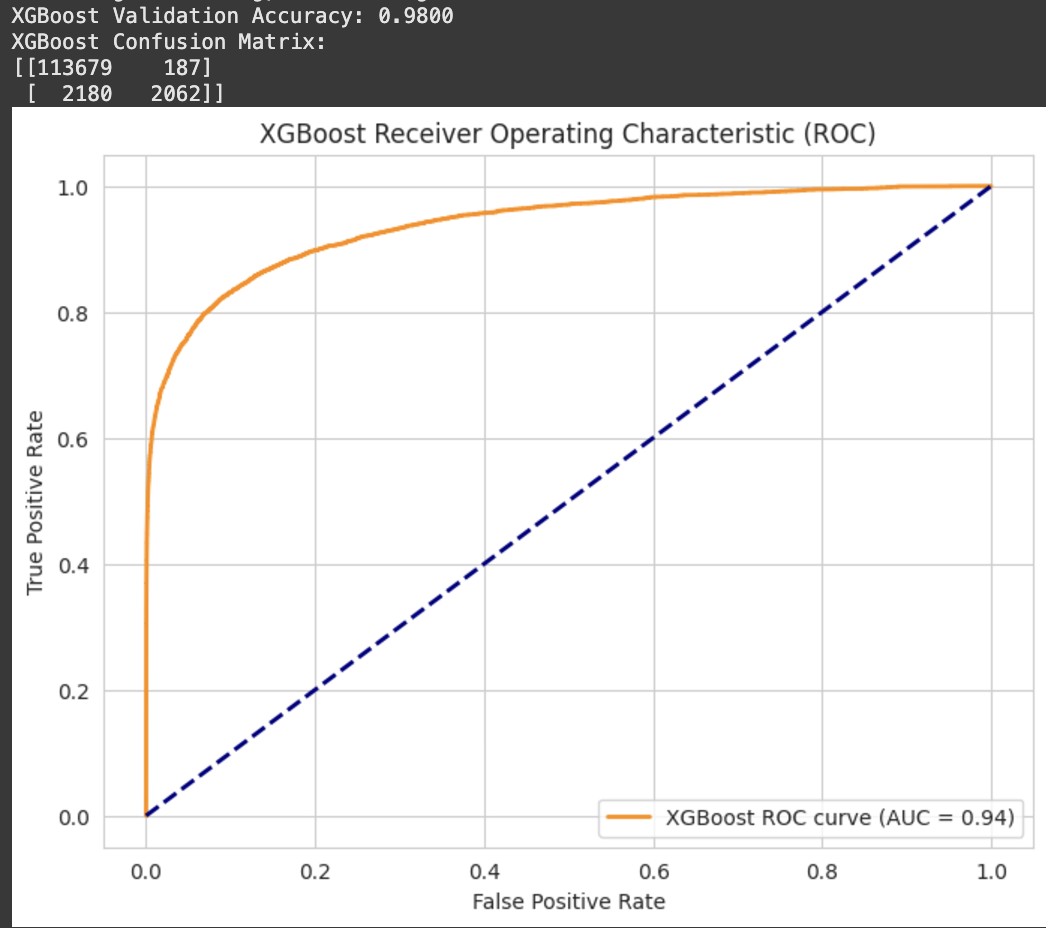 XGBoost Validation Accuracy: 0.9800
XGBoost Confusion Matrix:
[[113679    187]
 [  2180   2062]]
XGBoost Receiver Operating Characteristic (ROC)
1.0
0.8
0.6
0.4
0.2
0.0
True Positive Rate
XGBoost ROC curve (AUC = 0.94)
0.0 0.2 0.4 0.6 0.8 1.0
False Positive Rate